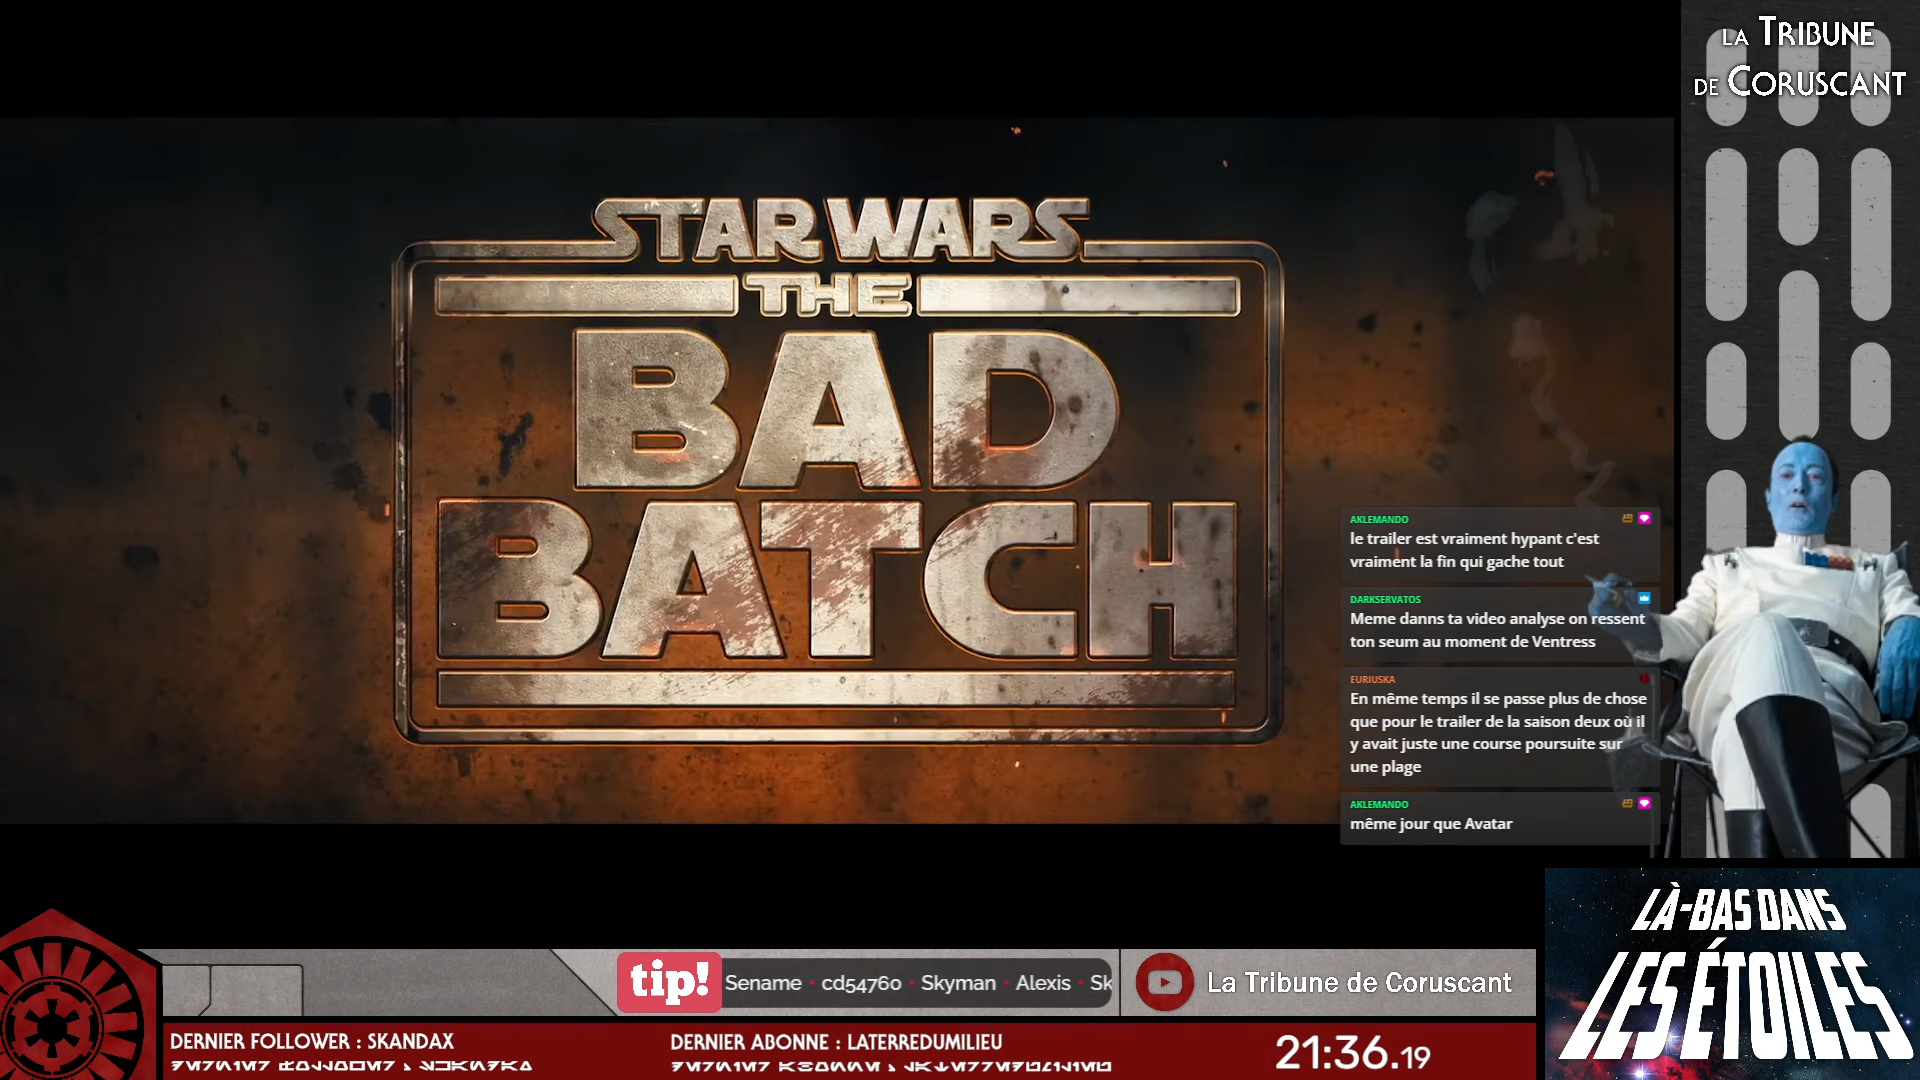 LA TRIBUNE
DE CORUSCANT
STAR WARS
THE
BAD
BATCH
AKLEMANDO
le trailer est vraiment hypant c'est
vraiment la fin qui gache tout
DARKSERVATOS
Meme danns ta video analyse on ressent
ton seum au moment de Ventress
EURIUSKA
En même temps il se passe plus de chose
que pour le trailer de la saison deux où il
y avait juste une course poursuite sur
une plage
AKLEMANDO
même jour que Avatar
LÀ-BAS DANS
LES ÉTOILES
tip! Sename • cd54760 • Skyman • Alexis • Sk
La Tribune de Coruscant
DERNIER FOLLOWER : SKANDAX
DERNIER ABONNE : LATERREDUMILIEU
21:36.19